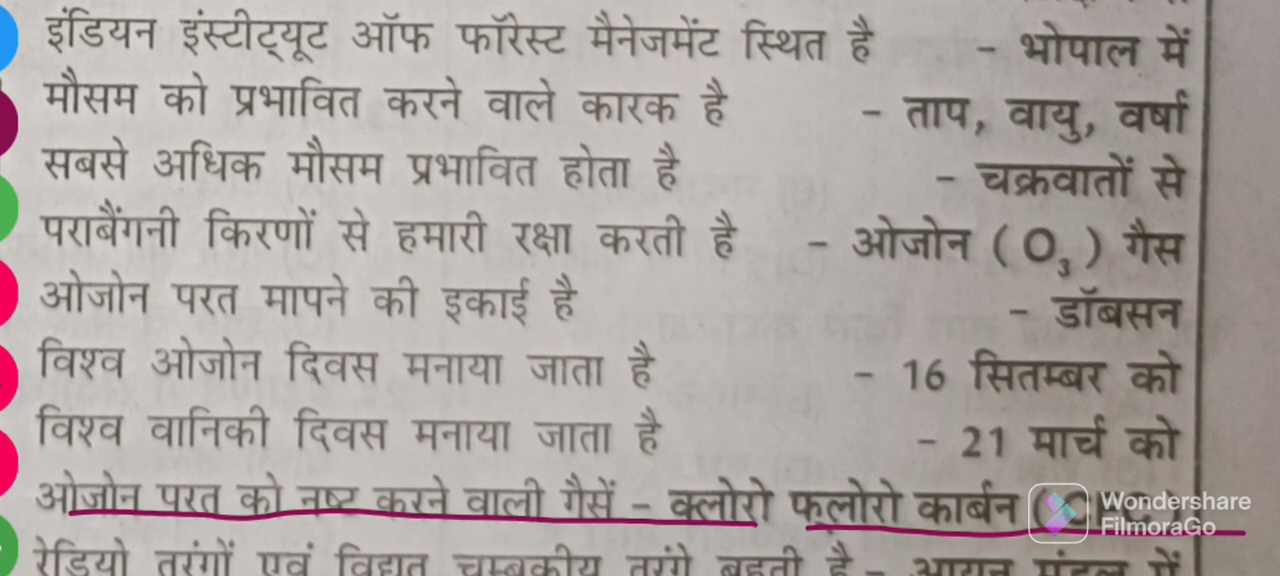 इंडियन इंस्टीट्यूट ऑफ फॉरेस्ट मैनेजमेंट स्थित है - भोपाल में
मौसम को प्रभावित करने वाले कारक है - ताप, वायु, वर्षा
सबसे अधिक मौसम प्रभावित होता है - चक्रवातों से
पराबैंगनी किरणों से हमारी रक्षा करती है - ओजोन ( O₃ ) गैस
ओजोन परत मापने की इकाई है - डॉबसन
विश्व ओजोन दिवस मनाया जाता है - 16 सितम्बर को
विश्व वानिकी दिवस मनाया जाता है - 21 मार्च को
ओजोन परत को नष्ट करने वाली गैसें - क्लोरो फ्लोरो कार्बन
Wondershare
FilmoraGo
रेडियो तरंगों एवं विद्युत चुम्बकीय तरंगे बहती है - आयन मंडल में